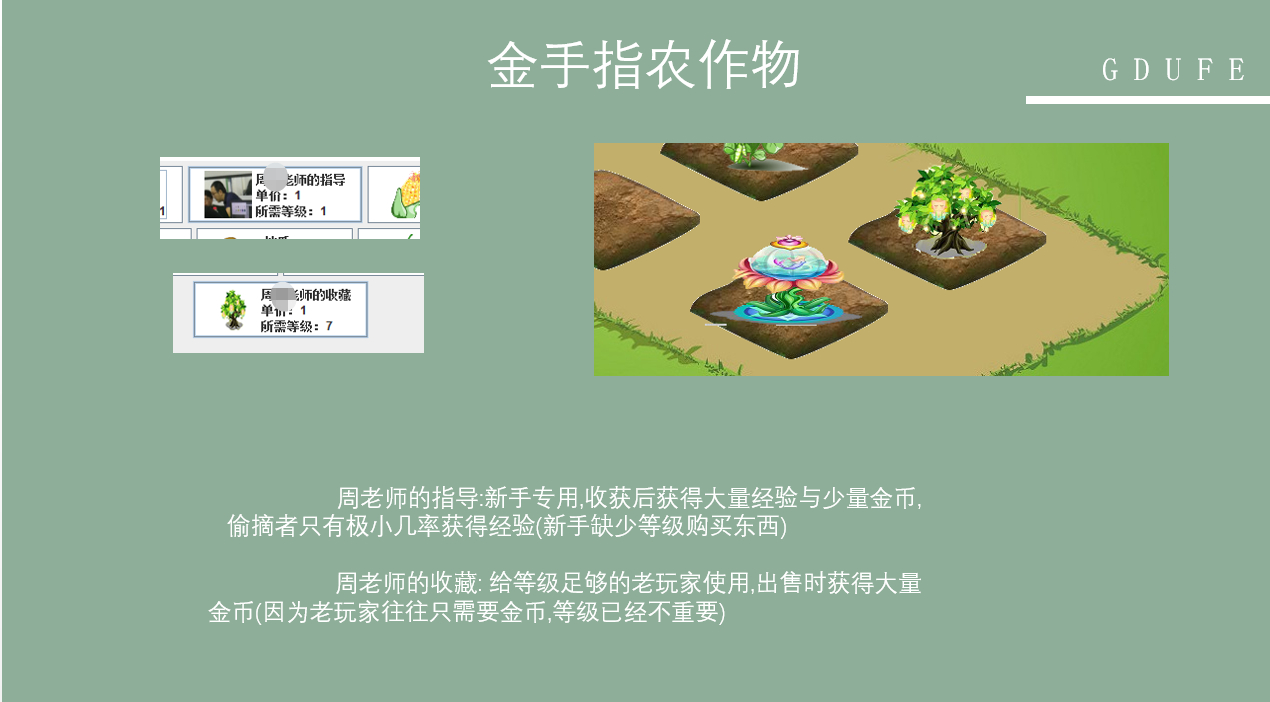 金手指农作物
GDUFE
周老师的指导
单价：1
所需等级：1
1
周老师的收藏
单价：1
所需等级：7
周老师的指导:新手专用,收获后获得大量经验与少量金币,
偷摘者只有极小几率获得经验(新手缺少等级购买东西)
周老师的收藏: 给等级足够的老玩家使用,出售时获得大量
金币(因为老玩家往往只需要金币,等级已经不重要)